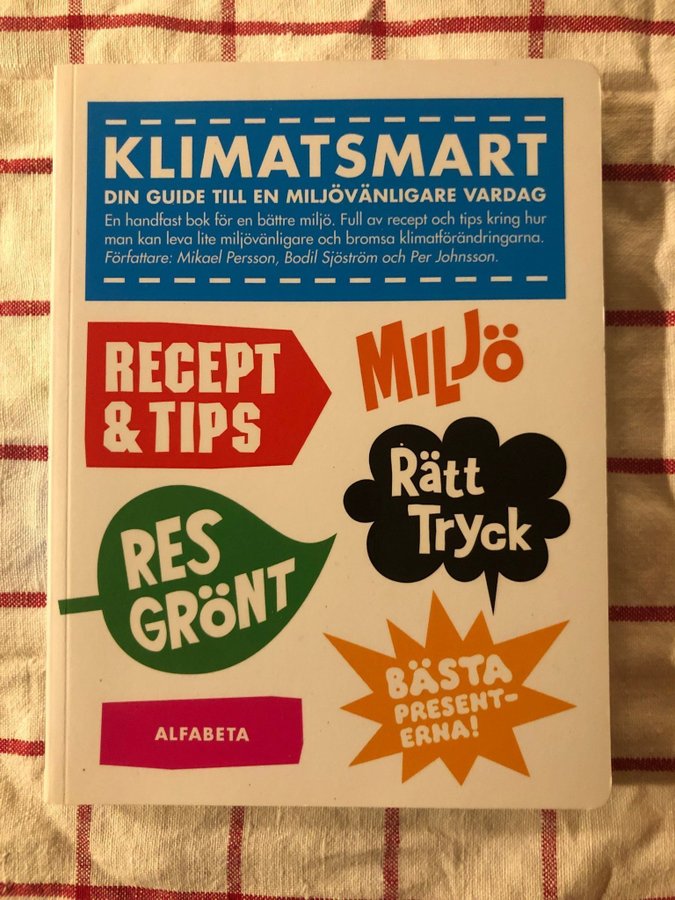 KLIMATSMART
DIN GUIDE TILL EN MILJÖVÄNLIGARE VARDAG
En handfast bok för en bättre miljö. Full av recept och tips kring hur
man kan leva lite miljövänligare och bromsa klimatförändringarna.
Författare: Mikael Persson, Bodil Sjöström och Per Johnsson.
RECEPT
& TIPS
MILJÖ
Rätt
Tryck
RES
GRÖNT
BÄSTA
PRESENT-
ERNA!
ALFABETA